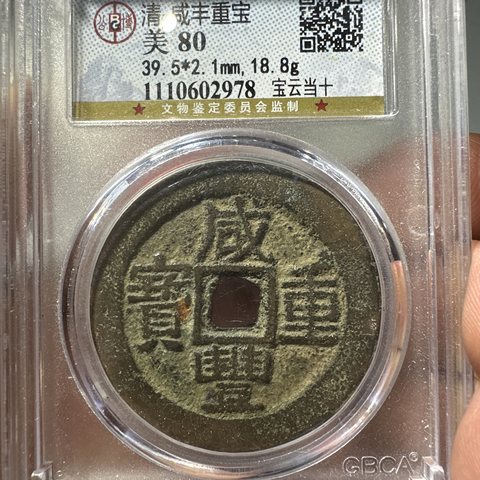 清·咸丰重宝
美 80
39.5*2.1mm,18.8g
1110602978 宝云当十
★ 文物鉴定委员会监制 ★
咸
寶 重
豐
GBCA